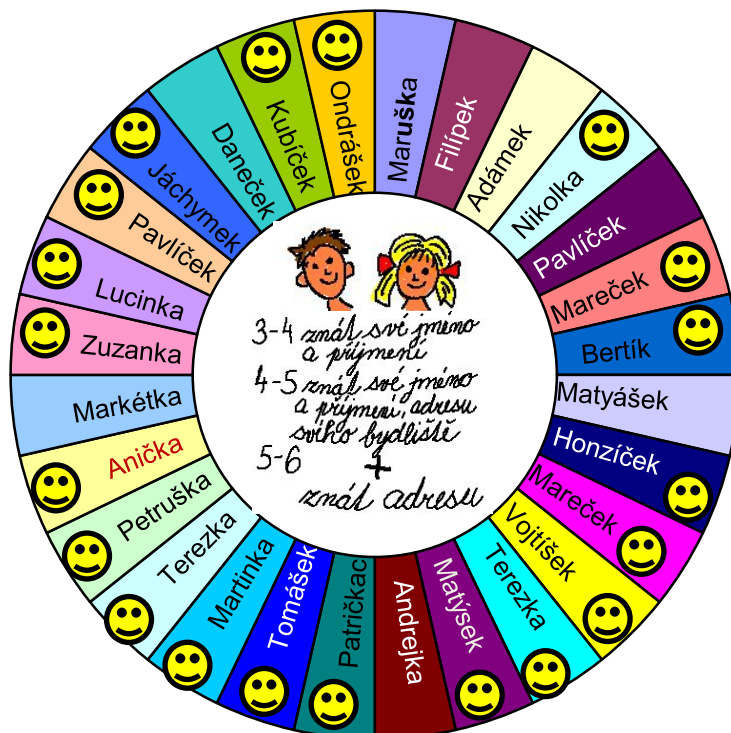 Maruška
Filípek
Adámek
Nikolka
Pavlíček
Mareček
Bertík
Matyášek
Honzíček
Mareček
Vojtíšek
Terezka
Matýsek
Andrejka
Patričkac
Tomášek
Martinka
Terezka
Petruška
Anička
Markétka
Zuzanka
Lucinka
Pavlíček
Jáchymek
Daneček
Kubíček
Ondrášek
3-4 znát své jméno
a příjmení
4-5 znát své jméno
a příjmení, adresu
svého bydliště
5-6 +
znát adresu